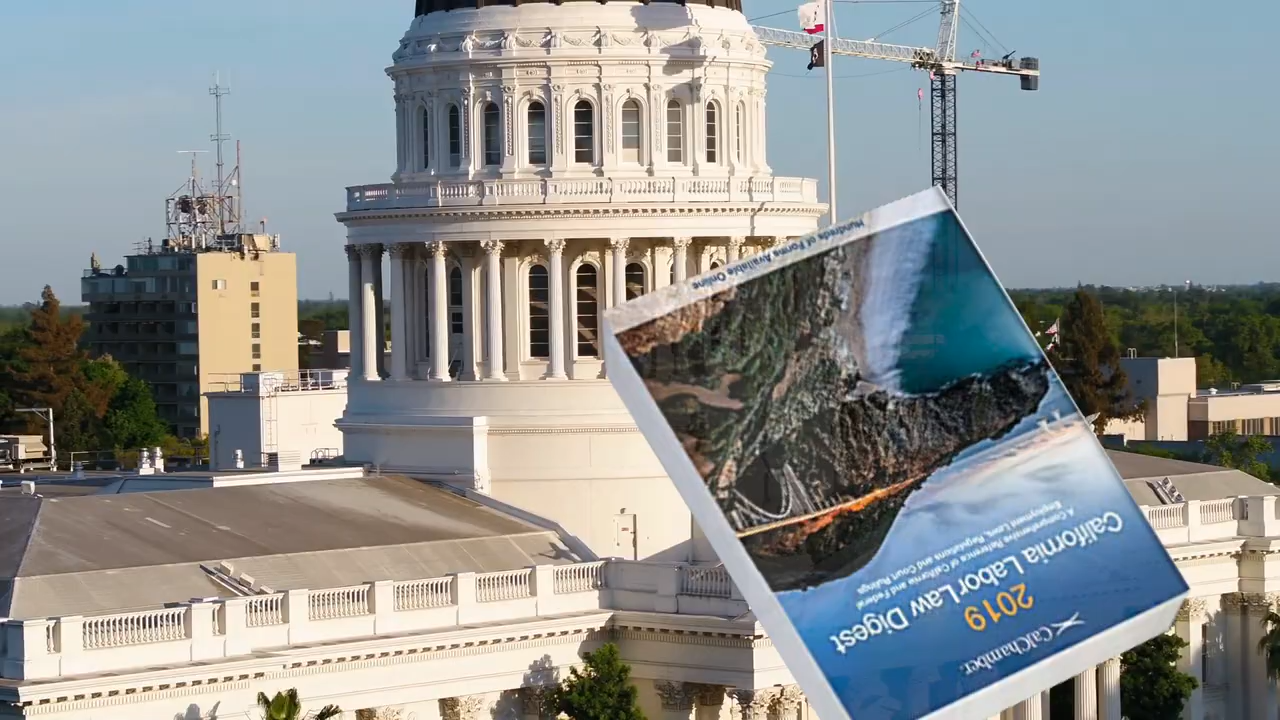 CalChamber.
2019
California Labor Law Digest
A Comprehensive Reference of California and Federal
Employment Laws, Regulations and Court Rulings
Hundreds of Forms Available Online